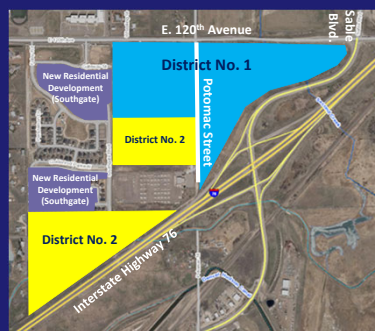 E. 120th Avenue
Sable
Blvd.
District No. 1
New Residential
Development
(Southgate)
Potomac Street
District No. 2
New Residential
Development
(Southgate)
District No. 2
Interstate Highway 76